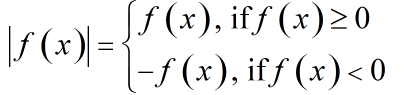 |f(x)| = { f(x), if f(x) ≥ 0
−f(x), if f(x) < 0